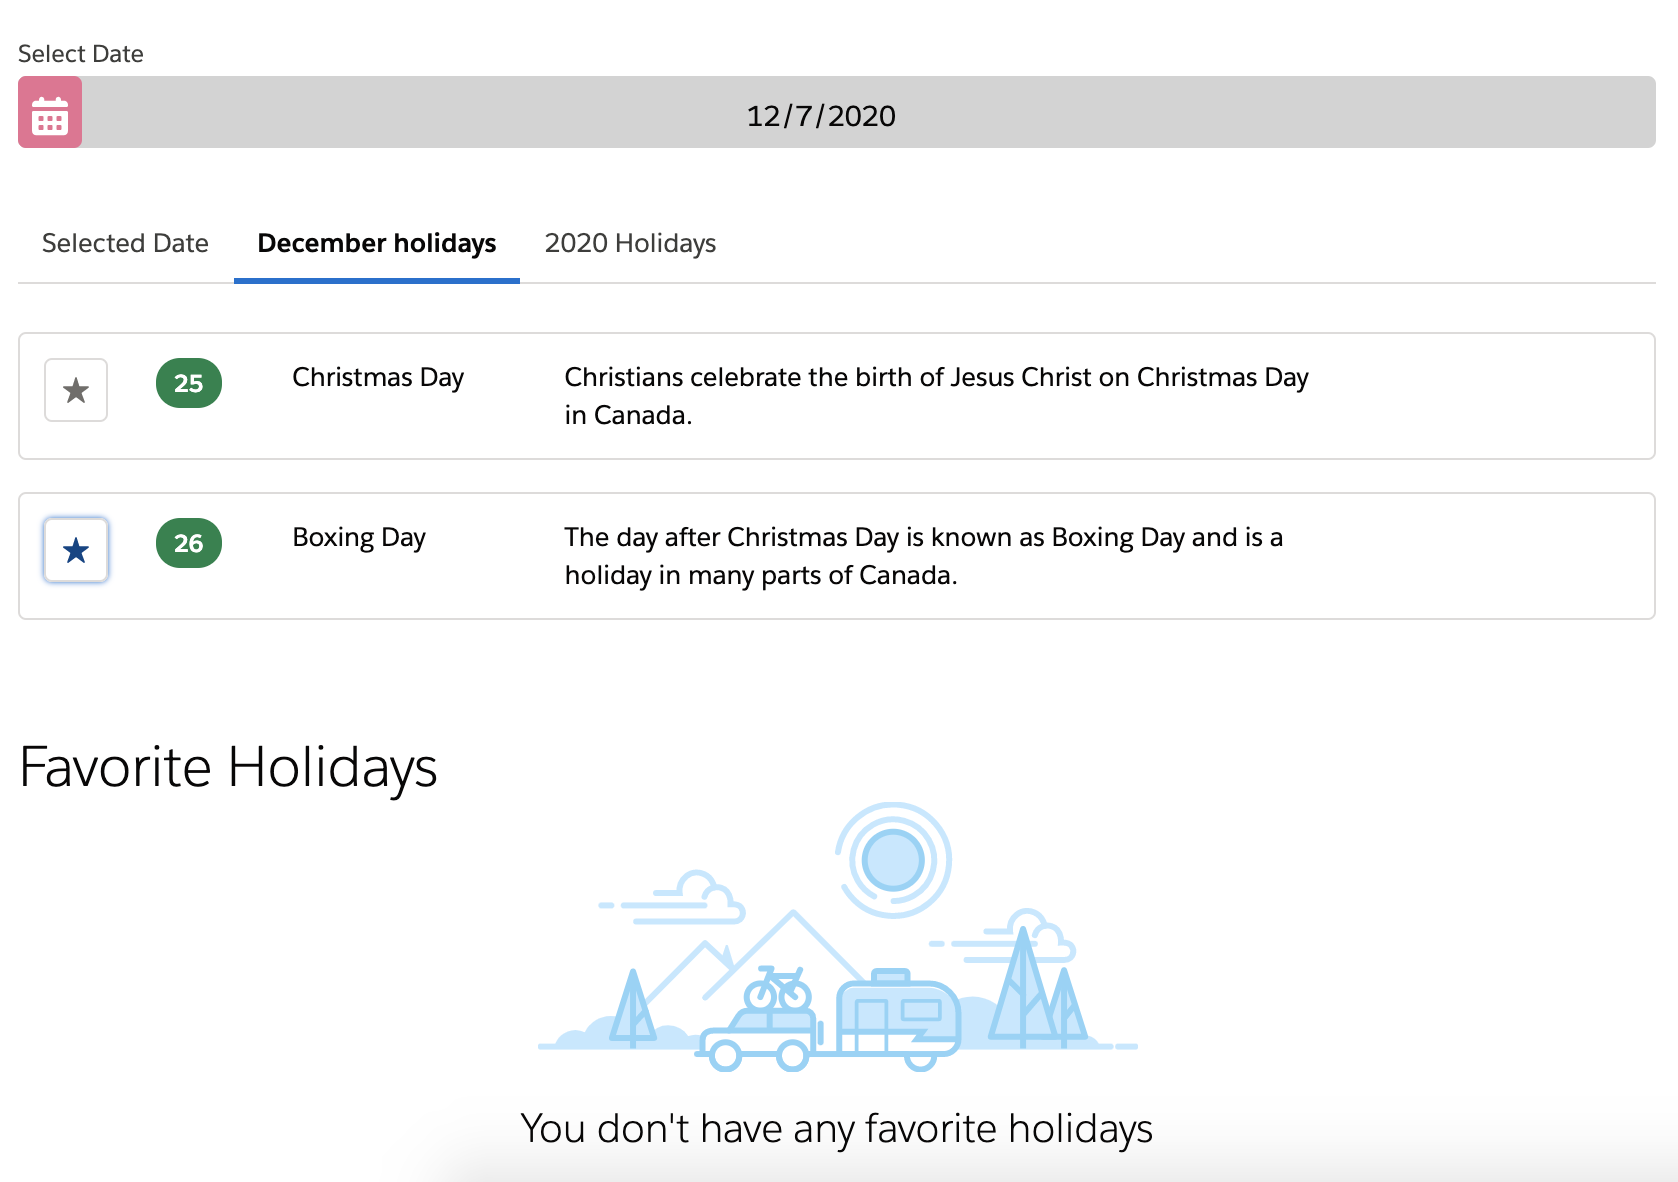 Select Date
12/7/2020
Selected Date December holidays 2020 Holidays
25 Christmas Day Christians celebrate the birth of Jesus Christ on Christmas Day
in Canada.
26 Boxing Day The day after Christmas Day is known as Boxing Day and is a
holiday in many parts of Canada.
Favorite Holidays
You don't have any favorite holidays